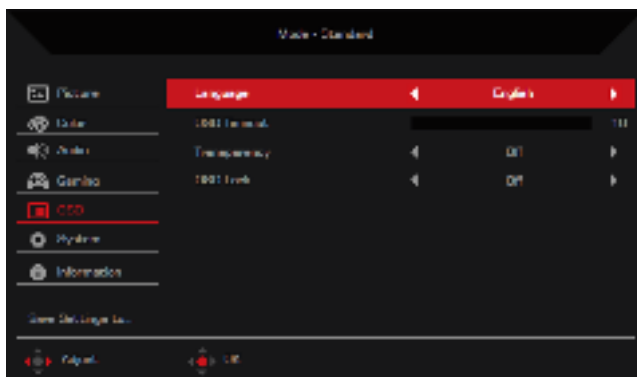 Mode - Standard
Picture
Language English
Color
OSD Timeout
Audio
Transparency Off
Gaming
OSD Lock Off
OSD
System
Information
Save Settings to...
Adjust OK